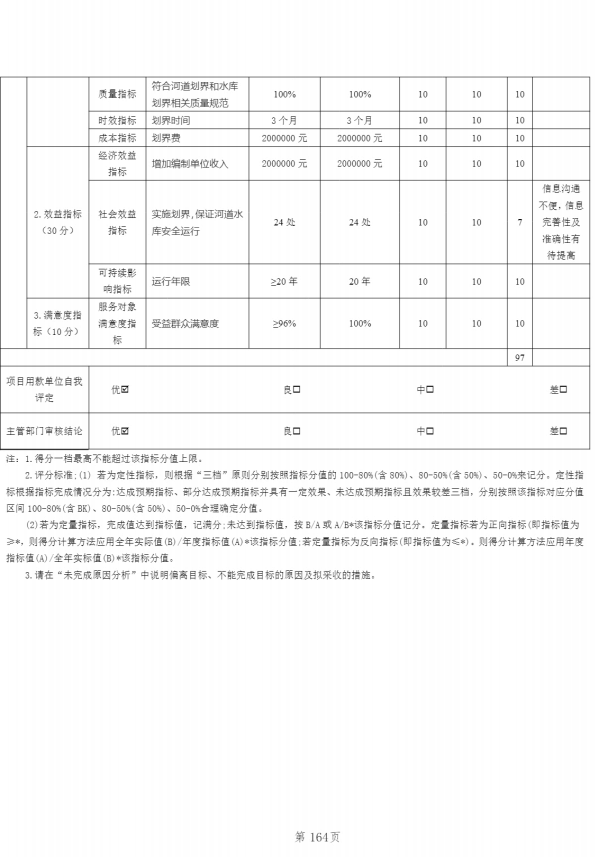 质量指标 符合河道划界和水库划界相关质量规范 100% 100% 10 10 10
时效指标 划界时间 3个月 3个月 10 10 10
成本指标 划界费 2000000元 2000000元 10 10 10
2.效益指标（30分） 经济效益指标 增加编制单位收入 2000000元 2000000元 10 10 10
社会效益指标 实施划界,保证河道水库安全运行 24处 24处 10 10 7 信息沟通不便,信息完善性及准确性有待提高
可持续影响指标 运行年限 ≥20年 20年 10 10 10
3.满意度指标（10分） 服务对象满意度指标 受益群众满意度 ≥96% 100% 10 10 10
97
项目用款单位自我评定 优☑ 良□ 中□ 差□
主管部门审核结论 优☑ 良□ 中□ 差□
注：1.得分一档最高不能超过该指标分值上限。
2.评分标准;(1) 若为定性指标，则根据“三档”原则分别按照指标分值的100-80%(含80%)、80-50%(含50%)、50-0%来记分。定性指
标根据指标完成情况分为:达成预期指标、部分达成预期指标并具有一定效果、未达成预期指标且效果较差三档，分别按照该指标对应分值
区间100-80%(含BK)、80-50%(含50%)、50-0%合理确定分值。
(2)若为定量指标，完成值达到指标值，记满分;未达到指标值，按B/A或A/B*该指标分值记分。定量指标若为正向指标(即指标值为
≥*，则得分计算方法应用全年实际值(B)/年度指标值(A)*该指标分值;若定量指标为反向指标(即指标值为≤*)。则得分计算方法应用年度
指标值(A)/全年实标值(B)*该指标分值。
3.请在“未完成原因分析”中说明偏离目标、不能完成目标的原因及拟采收的措施。
第 164页